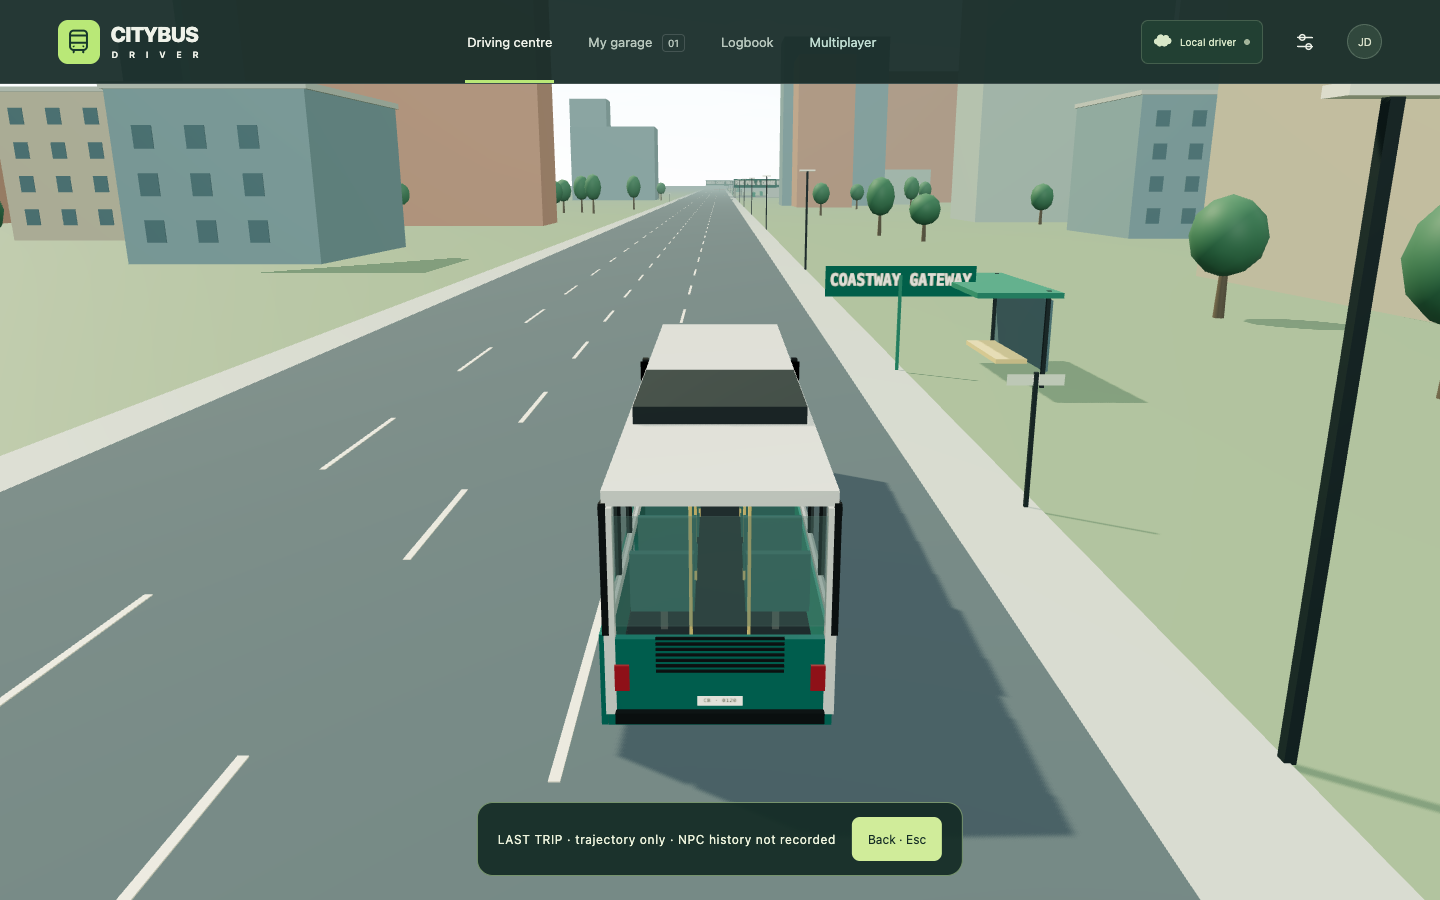 CITYBUS
DRIVER
Driving centre
My garage 01
Logbook
Multiplayer
Local driver
JD
COASTWAY GATEWAY
LAST TRIP · trajectory only · NPC history not recorded
Back · Esc